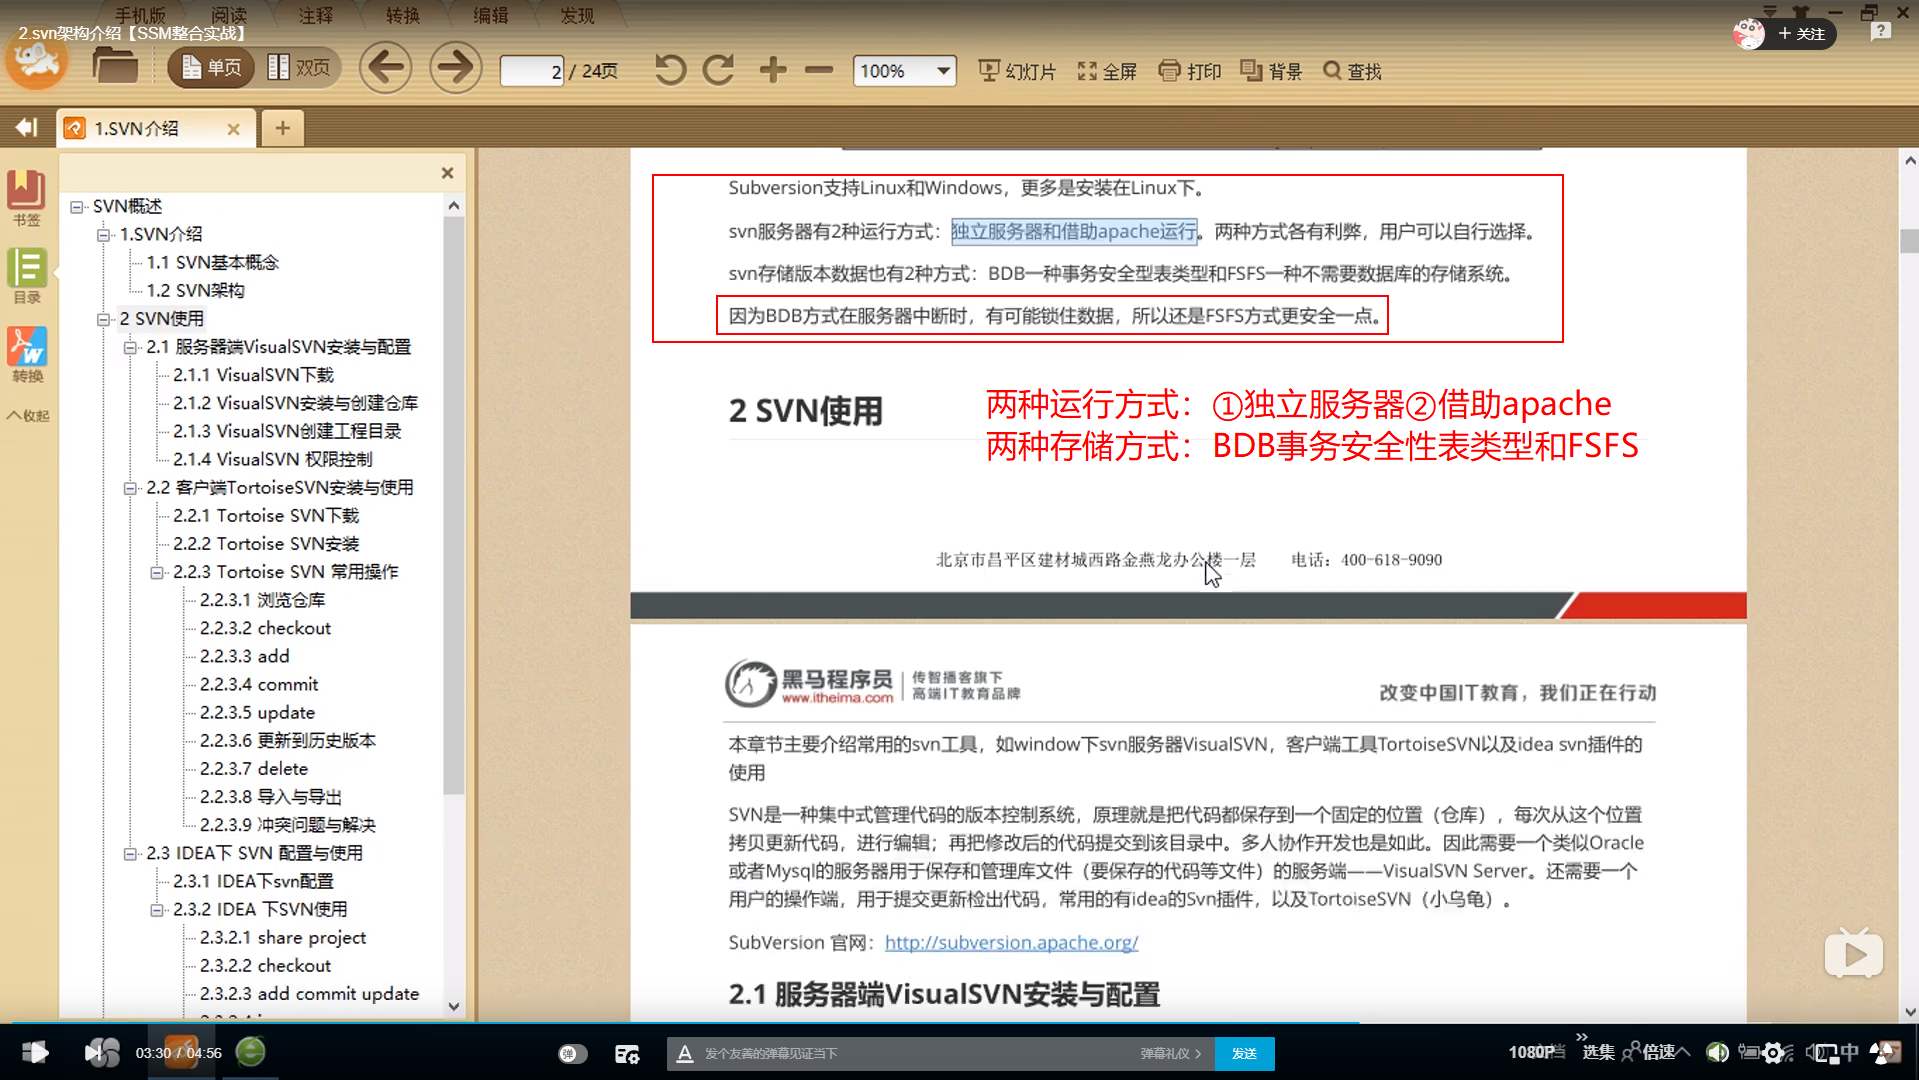 手机版 阅读 注释 转换 编辑 发现
2.svn架构介绍【SSM整合实战】
+ 关注
单页 双页 2 / 24页 100% 幻灯片 全屏 打印 背景 查找
1.SVN介绍
书签
目录
转换
收起
SVN概述
1.SVN介绍
1.1 SVN基本概念
1.2 SVN架构
2 SVN使用
2.1 服务器端VisualSVN安装与配置
2.1.1 VisualSVN下载
2.1.2 VisualSVN安装与创建仓库
2.1.3 VisualSVN创建工程目录
2.1.4 VisualSVN 权限控制
2.2 客户端TortoiseSVN安装与使用
2.2.1 Tortoise SVN下载
2.2.2 Tortoise SVN安装
2.2.3 Tortoise SVN 常用操作
2.2.3.1 浏览仓库
2.2.3.2 checkout
2.2.3.3 add
2.2.3.4 commit
2.2.3.5 update
2.2.3.6 更新到历史版本
2.2.3.7 delete
2.2.3.8 导入与导出
2.2.3.9 冲突问题与解决
2.3 IDEA下 SVN 配置与使用
2.3.1 IDEA下svn配置
2.3.2 IDEA 下SVN使用
2.3.2.1 share project
2.3.2.2 checkout
2.3.2.3 add commit update
Subversion支持Linux和Windows，更多是安装在Linux下。
svn服务器有2种运行方式：独立服务器和借助apache运行。两种方式各有利弊，用户可以自行选择。
svn存储版本数据也有2种方式：BDB一种事务安全型表类型和FSFS一种不需要数据库的存储系统。
因为BDB方式在服务器中断时，有可能锁住数据，所以还是FSFS方式更安全一点。
2 SVN使用
两种运行方式：①独立服务器②借助apache
两种存储方式：BDB事务安全性表类型和FSFS
北京市昌平区建材城西路金燕龙办公楼一层 电话：400-618-9090
黑马程序员 www.itheima.com
传智播客旗下
高端IT教育品牌
改变中国IT教育，我们正在行动
本章节主要介绍常用的svn工具，如window下svn服务器VisualSVN，客户端工具TortoiseSVN以及idea svn插件的
使用
SVN是一种集中式管理代码的版本控制系统，原理就是把代码都保存到一个固定的位置（仓库），每次从这个位置
拷贝更新代码，进行编辑；再把修改后的代码提交到该目录中。多人协作开发也是如此。因此需要一个类似Oracle
或者Mysql的服务器用于保存和管理库文件（要保存的代码等文件）的服务端——VisualSVN Server。还需要一个
用户的操作端，用于提交更新检出代码，常用的有idea的Svn插件，以及TortoiseSVN（小乌龟）。
SubVersion 官网：http://subversion.apache.org/
2.1 服务器端VisualSVN安装与配置
03:30 / 04:56
弹
发个友善的弹幕见证当下 弹幕礼仪 发送
1080P 选集 倍速 中